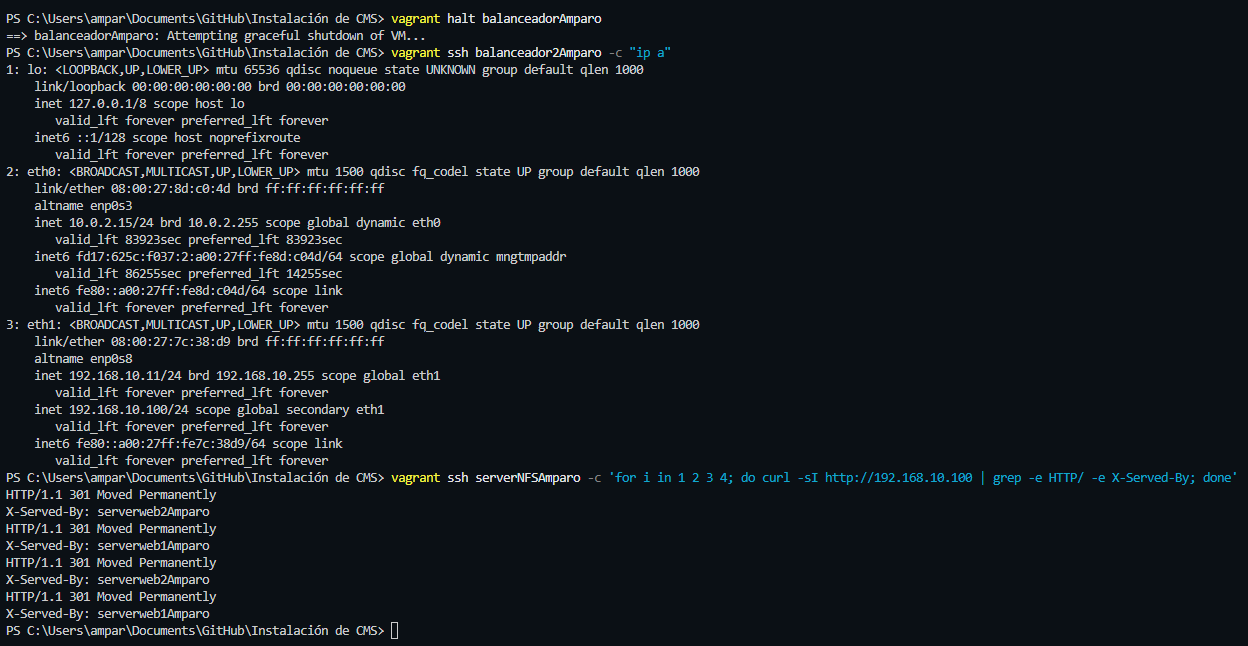 PS C:\Users\ampar\Documents\GitHub\Instalación de CMS> vagrant halt balanceadorAmparo
==> balanceadorAmparo: Attempting graceful shutdown of VM...
PS C:\Users\ampar\Documents\GitHub\Instalación de CMS> vagrant ssh balanceador2Amparo -c "ip a"
1: lo: <LOOPBACK,UP,LOWER_UP> mtu 65536 qdisc noqueue state UNKNOWN group default qlen 1000
    link/loopback 00:00:00:00:00:00 brd 00:00:00:00:00:00
    inet 127.0.0.1/8 scope host lo
       valid_lft forever preferred_lft forever
    inet6 ::1/128 scope host noprefixroute
       valid_lft forever preferred_lft forever
2: eth0: <BROADCAST,MULTICAST,UP,LOWER_UP> mtu 1500 qdisc fq_codel state UP group default qlen 1000
    link/ether 08:00:27:8d:c0:4d brd ff:ff:ff:ff:ff:ff
    altname enp0s3
    inet 10.0.2.15/24 brd 10.0.2.255 scope global dynamic eth0
       valid_lft 83923sec preferred_lft 83923sec
    inet6 fd17:625c:f037:2:a00:27ff:fe8d:c04d/64 scope global dynamic mngtmpaddr
       valid_lft 86255sec preferred_lft 14255sec
    inet6 fe80::a00:27ff:fe8d:c04d/64 scope link
       valid_lft forever preferred_lft forever
3: eth1: <BROADCAST,MULTICAST,UP,LOWER_UP> mtu 1500 qdisc fq_codel state UP group default qlen 1000
    link/ether 08:00:27:7c:38:d9 brd ff:ff:ff:ff:ff:ff
    altname enp0s8
    inet 192.168.10.11/24 brd 192.168.10.255 scope global eth1
       valid_lft forever preferred_lft forever
    inet 192.168.10.100/24 scope global secondary eth1
       valid_lft forever preferred_lft forever
    inet6 fe80::a00:27ff:fe7c:38d9/64 scope link
       valid_lft forever preferred_lft forever
PS C:\Users\ampar\Documents\GitHub\Instalación de CMS> vagrant ssh serverNFSAmparo -c 'for i in 1 2 3 4; do curl -sI http://192.168.10.100 | grep -e HTTP/ -e X-Served-By; done'
HTTP/1.1 301 Moved Permanently
X-Served-By: serverweb2Amparo
HTTP/1.1 301 Moved Permanently
X-Served-By: serverweb1Amparo
HTTP/1.1 301 Moved Permanently
X-Served-By: serverweb2Amparo
HTTP/1.1 301 Moved Permanently
X-Served-By: serverweb1Amparo
PS C:\Users\ampar\Documents\GitHub\Instalación de CMS>